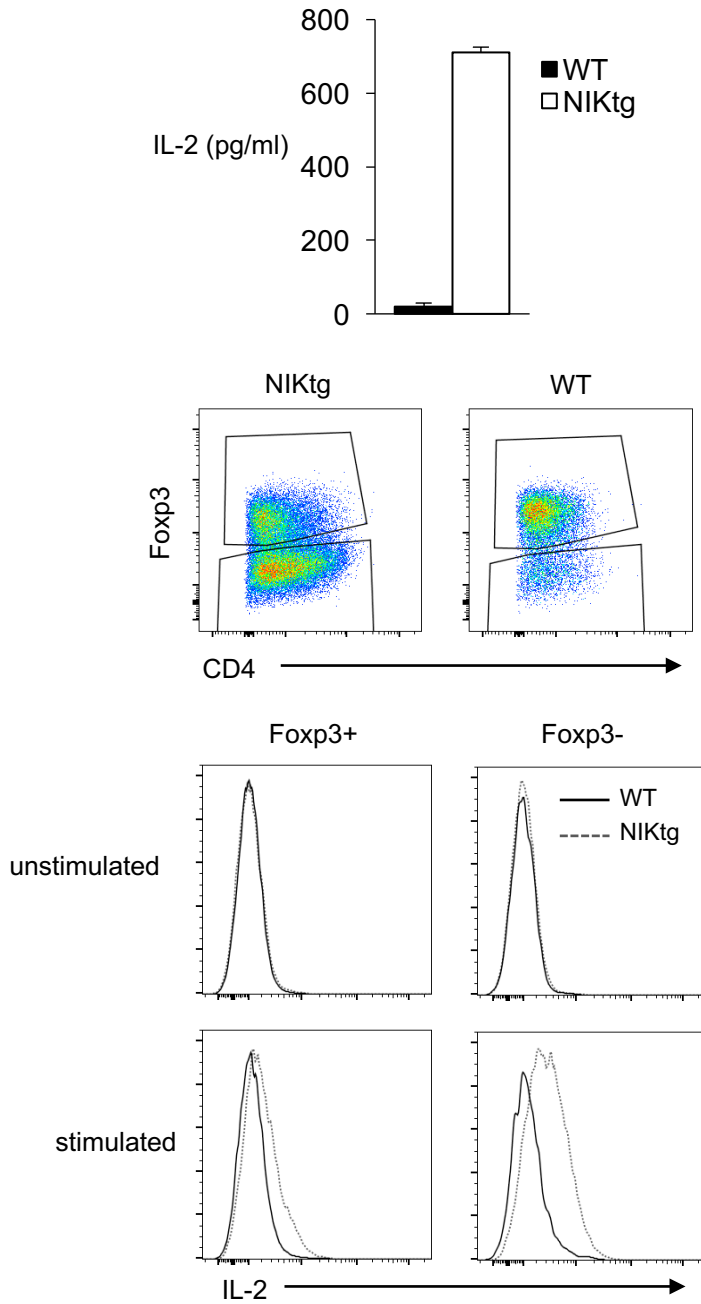 800
WT
600
NIKtg
IL-2 (pg/ml)
400
200
0
NIKtg WT
Foxp3
CD4
Foxp3+ Foxp3-
WT
NIKtg
unstimulated
stimulated
IL-2